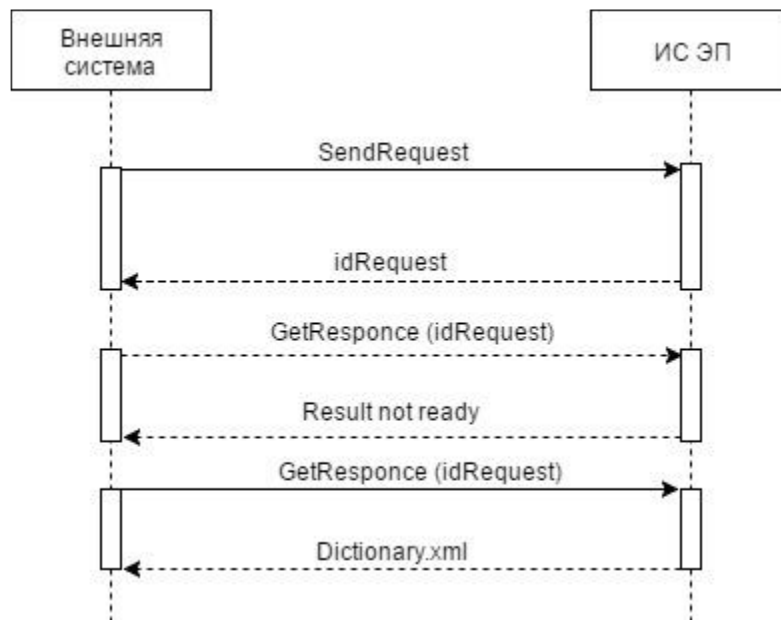 Внешняя
система
ИС ЭП
SendRequest
idRequest
GetResponce (idRequest)
Result not ready
GetResponce (idRequest)
Dictionary.xml